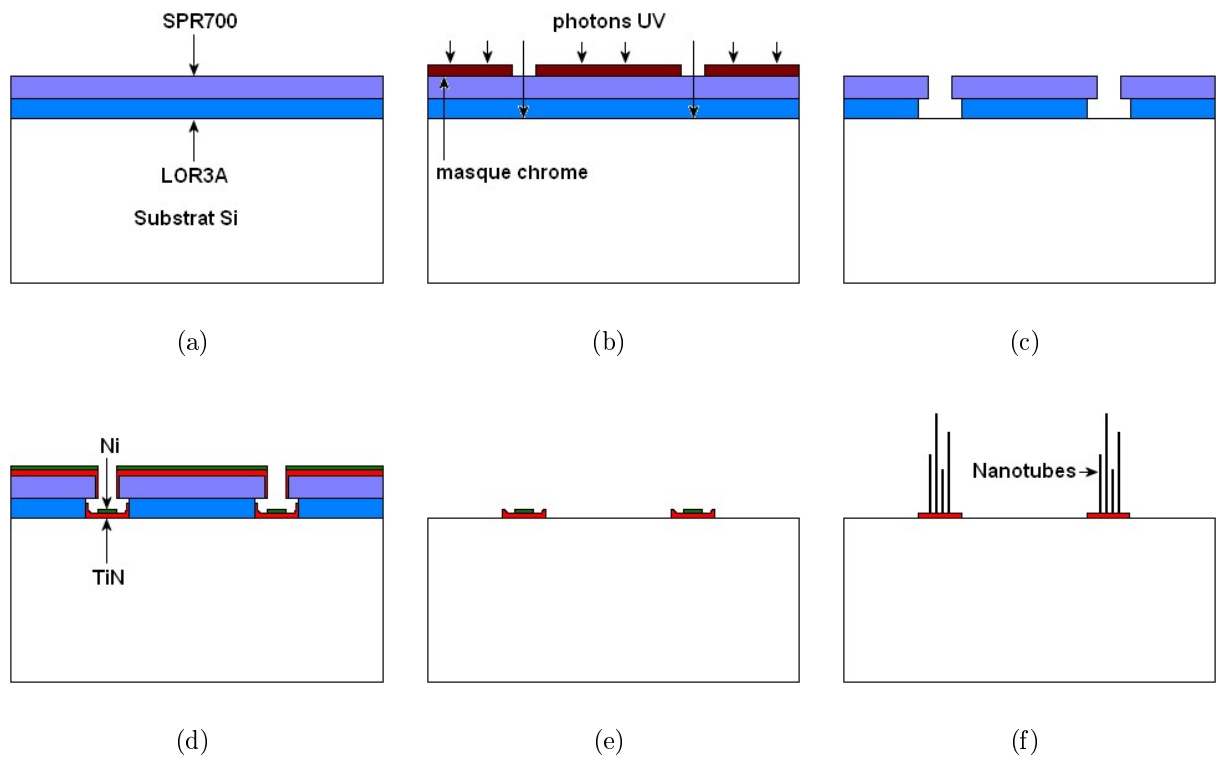 SPR700
LOR3A
Substrat Si
(a)
photons UV
masque chrome
(b)
(c)
Ni
TiN
(d)
(e)
Nanotubes
(f)